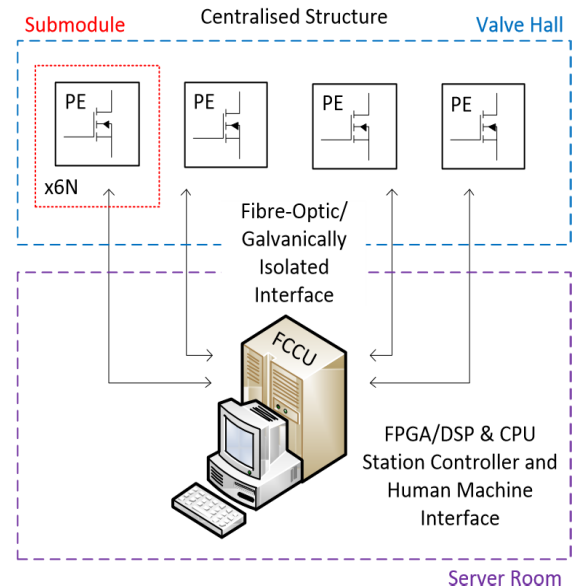 Centralised Structure
Submodule
Valve Hall
PE
PE
PE
PE
x6N
Fibre-Optic/
Galvanically
Isolated
Interface
FCCU
FPGA/DSP & CPU
Station Controller and
Human Machine
Interface
Server Room